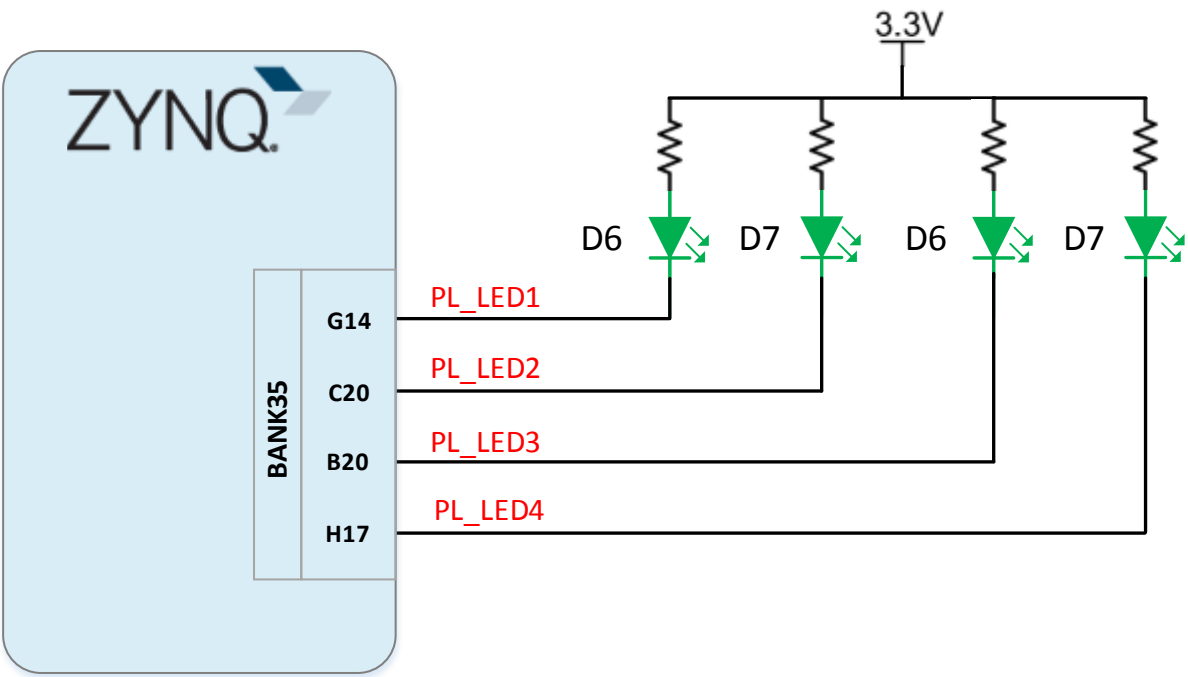 3.3V
ZYNQ.
D6
D7
D6
D7
PL_LED1
G14
PL_LED2
C20
BANK35
PL_LED3
B20
PL_LED4
H17